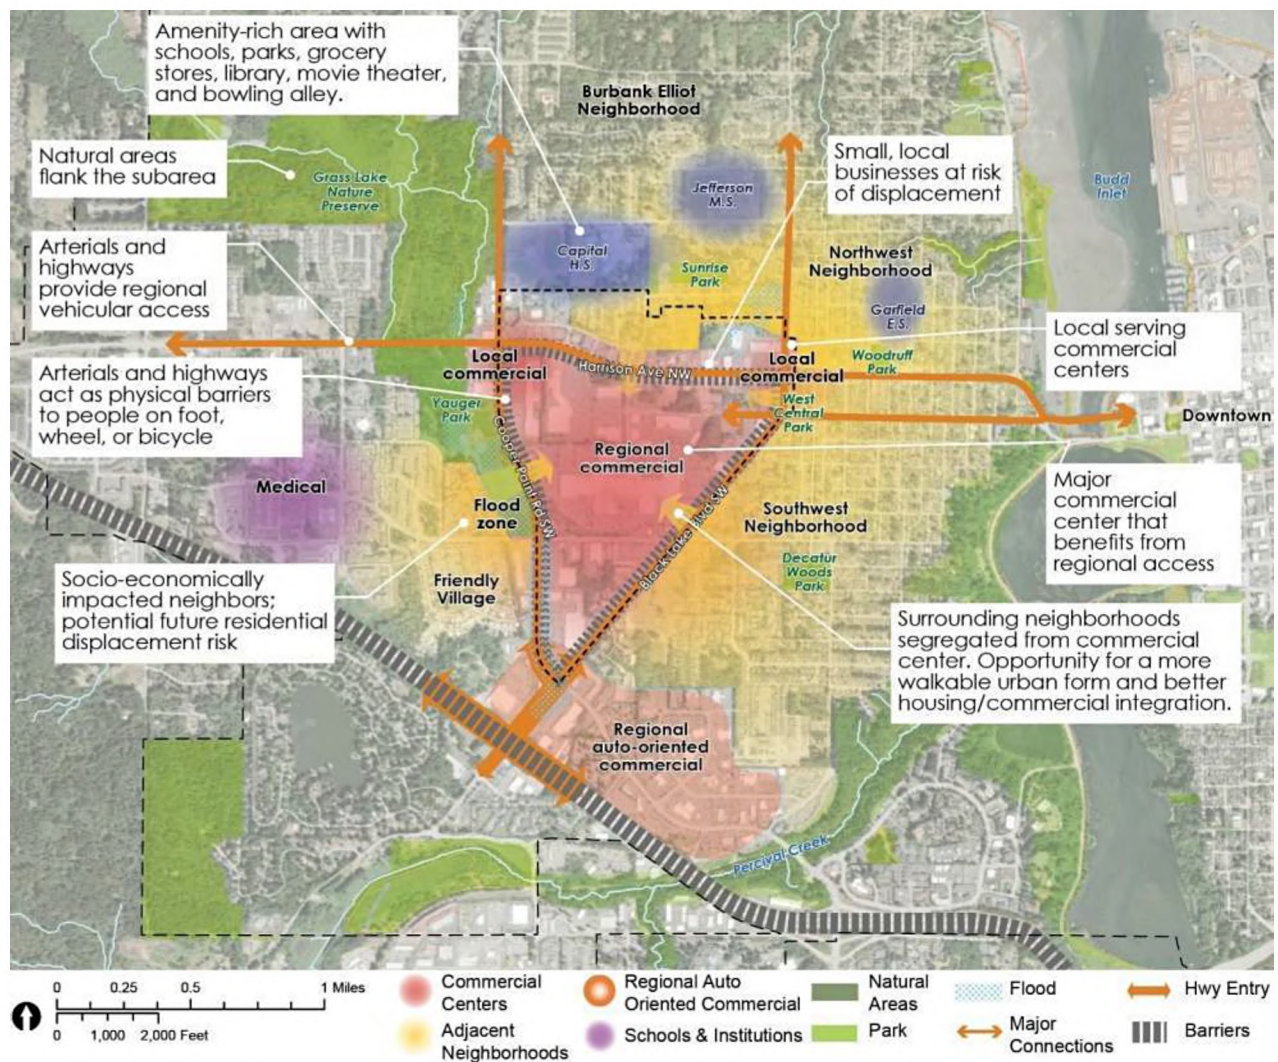 Amenity-rich area with
schools, parks, grocery
stores, library, movie theater,
and bowling alley.
Burbank Elliot
Neighborhood
Natural areas
flank the subarea
Grass Lake
Nature
Preserve
Small, local
businesses at risk
of displacement
Jefferson
M.S.
Budd
Inlet
Arterials and
highways
provide regional
vehicular access
Capital
H.S.
Sunrise
Park
Northwest
Neighborhood
Garfield
E.S.
Local serving
commercial
centers
Local
commercial
Harrison Ave NW
Local
commercial
Woodruff
Park
Arterials and highways
act as physical barriers
to people on foot,
wheel, or bicycle
Yauger
Park
West
Central
Park
Downtown
Cooper Point Rd SW
Regional
commercial
Medical
Flood
zone
Black Lake Blvd SW
Southwest
Neighborhood
Major
commercial
center that
benefits from
regional access
Decatur
Woods
Park
Socio-economically
impacted neighbors;
potential future residential
displacement risk
Friendly
Village
Surrounding neighborhoods
segregated from commercial
center. Opportunity for a more
walkable urban form and better
housing/commercial integration.
Regional
auto-oriented
commercial
Percival Creek
0 0.25 0.5 1 Miles
0 1,000 2,000 Feet
Commercial
Centers
Adjacent
Neighborhoods
Regional Auto
Oriented Commercial
Schools & Institutions
Natural
Areas
Park
Flood
Major
Connections
Hwy Entry
Barriers